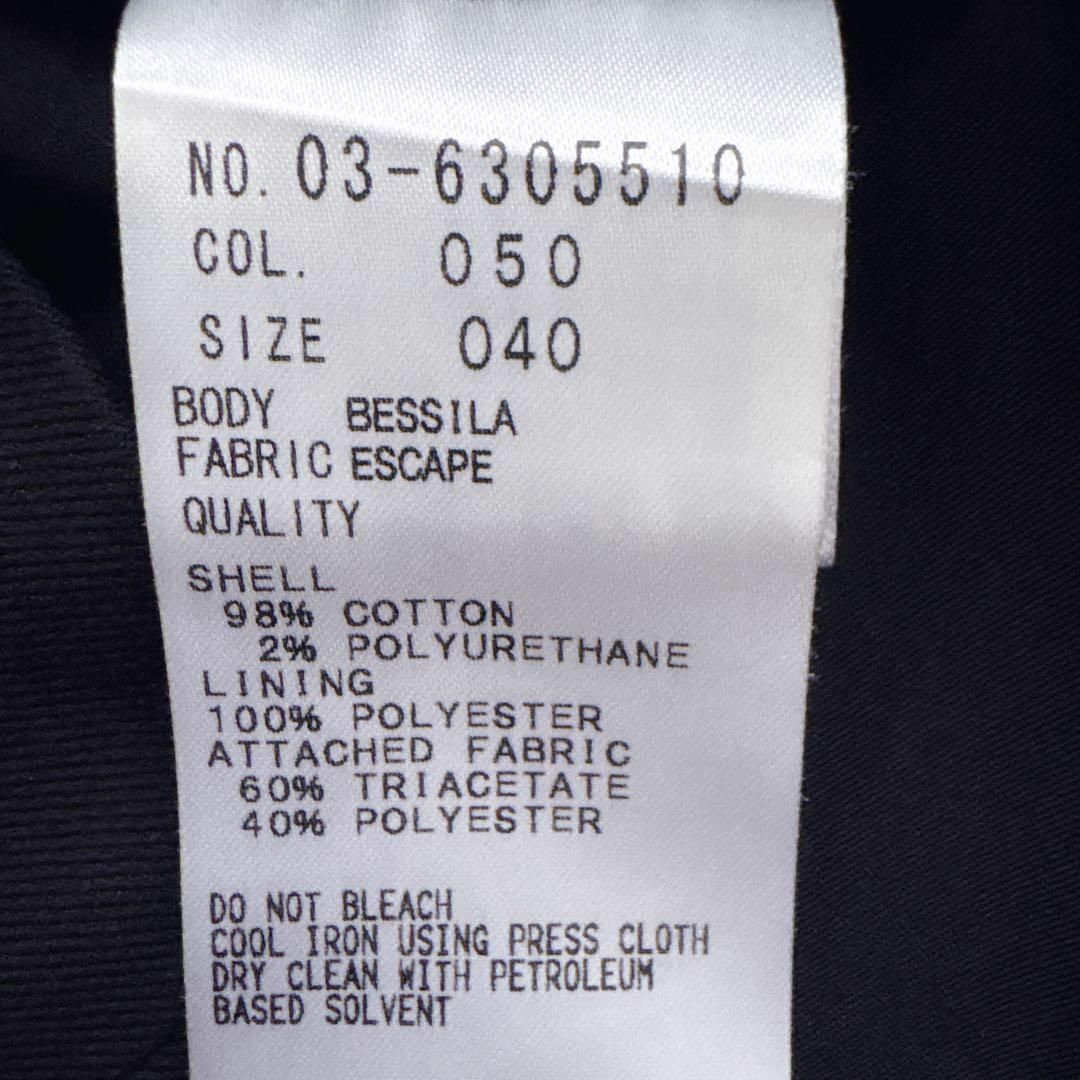 NO. 03-6305510
COL. 050
SIZE 040
BODY BESSILA
FABRIC ESCAPE
QUALITY
SHELL
98% COTTON
2% POLYURETHANE
LINING
100% POLYESTER
ATTACHED FABRIC
60% TRIACETATE
40% POLYESTER
DO NOT BLEACH
COOL IRON USING PRESS CLOTH
DRY CLEAN WITH PETROLEUM
BASED SOLVENT